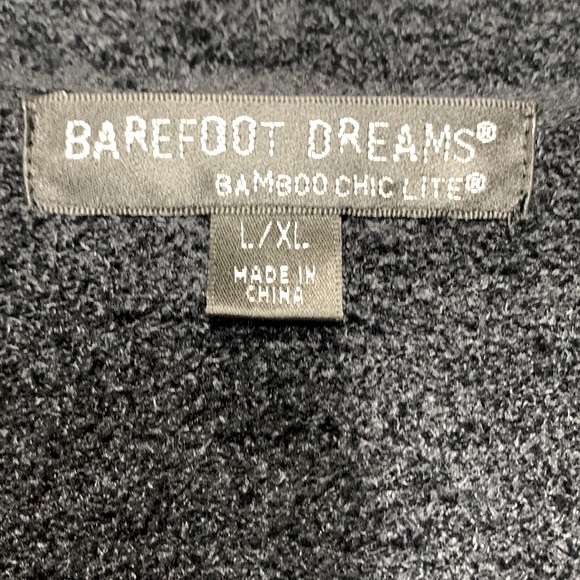 BAREFOOT DREAMS®
BAMBOO CHIC LITE®
L/XL
MADE IN
CHINA